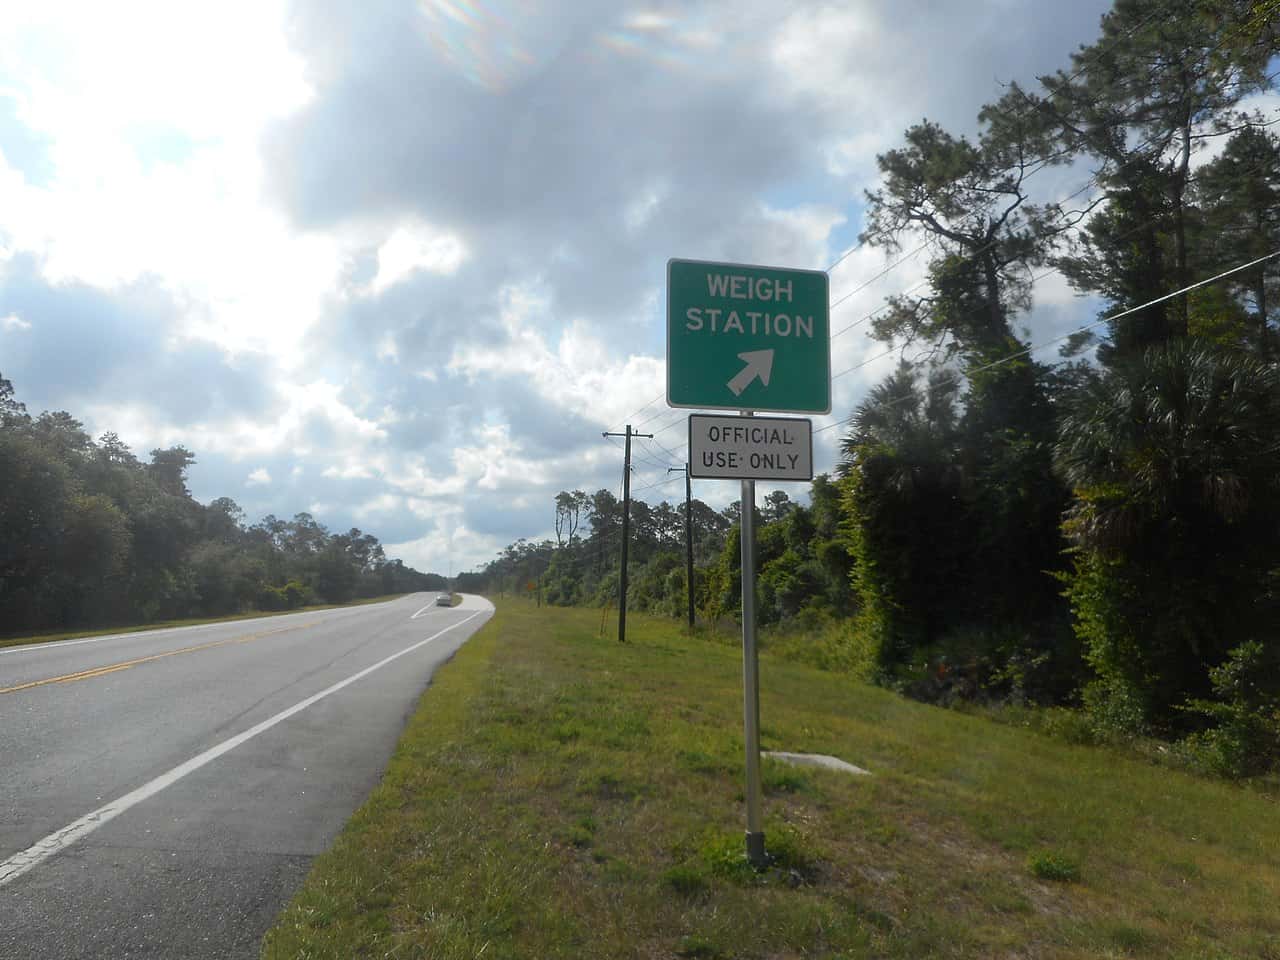 WEIGH
STATION
OFFICIAL
USE ONLY